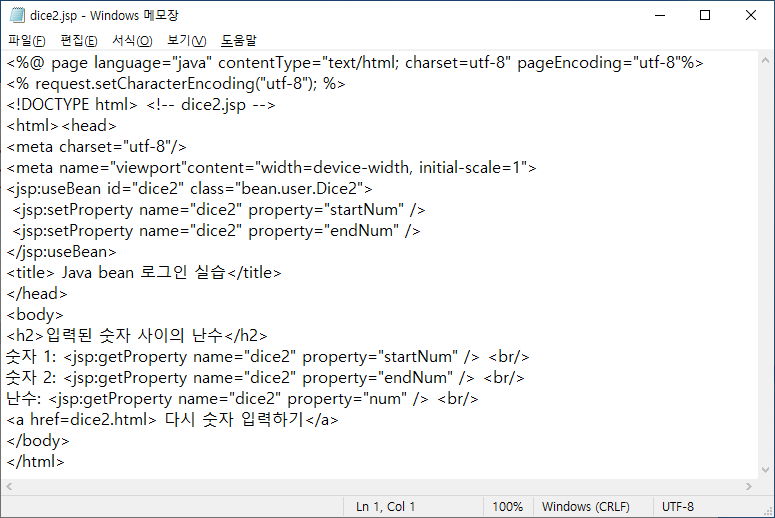 dice2.jsp - Windows 메모장
파일(F) 편집(E) 서식(O) 보기(V) 도움말
<%@ page language="java" contentType="text/html; charset=utf-8" pageEncoding="utf-8"%>
<% request.setCharacterEncoding("utf-8"); %>
<!DOCTYPE html> <!-- dice2.jsp -->
<html><head>
<meta charset="utf-8"/>
<meta name="viewport"content="width=device-width, initial-scale=1">
<jsp:useBean id="dice2" class="bean.user.Dice2">
 <jsp:setProperty name="dice2" property="startNum" />
 <jsp:setProperty name="dice2" property="endNum" />
</jsp:useBean>
<title> Java bean 로그인 실습</title>
</head>
<body>
<h2>입력된 숫자 사이의 난수</h2>
숫자 1: <jsp:getProperty name="dice2" property="startNum" /> <br/>
숫자 2: <jsp:getProperty name="dice2" property="endNum" /> <br/>
난수: <jsp:getProperty name="dice2" property="num" /> <br/>
<a href=dice2.html> 다시 숫자 입력하기</a>
</body>
</html>
Ln 1, Col 1 100% Windows (CRLF) UTF-8